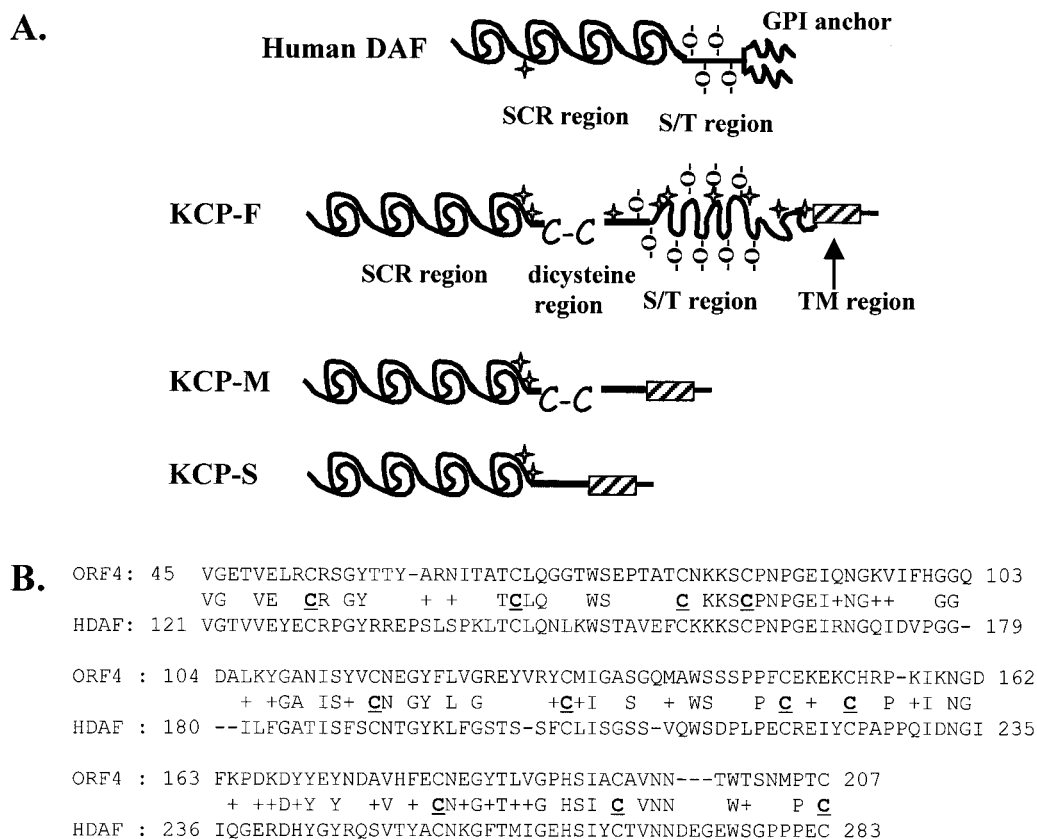 A.
Human DAF
GPI anchor
SCR region
S/T region
KCP-F
C-C
SCR region
dicysteine
region
S/T region
TM region
KCP-M
C-C
KCP-S
B.
ORF4: 45 VGETVELRCRSGYTTY-ARNITATCLQGGTWSEPTATCNKKSCPNPGEIQNGKVIFHGGQ 103
VG VE CR GY + + TCLQ WS C KKSCPNPGEI+NG++ GG
HDAF: 121 VGTVVEYECRPGYRREPSLSPKLTCLQNLKWSTAVEFCKKKSCPNPGEIRNGQIDVPGG- 179
ORF4 : 104 DALKYGANISYVCNEGYFLVGREYVRYCMIGASGQMAWSSSPPFCEKEKCHRP-KIKNGD 162
+ +GA IS+ CN GY L G +C+I S + WS P C + C P +I NG
HDAF : 180 --ILFGATISFSCNTGYKLFGSTS-SFCLISGSS-VQWSDPLPECREIYCPAPPQIDNGI 235
ORF4 : 163 FKPDKDYYEYNDAVHFECNEGYTLVGPHSIACAVNN---TWTSNMPTC 207
+ ++D+Y Y +V + CN+G+T++G HSI C VNN W+ P C
HDAF : 236 IQGERDHYGYRQSVTYACNKGFTMIGEHSIYCTVNNDEGEWSGPPPEC 283